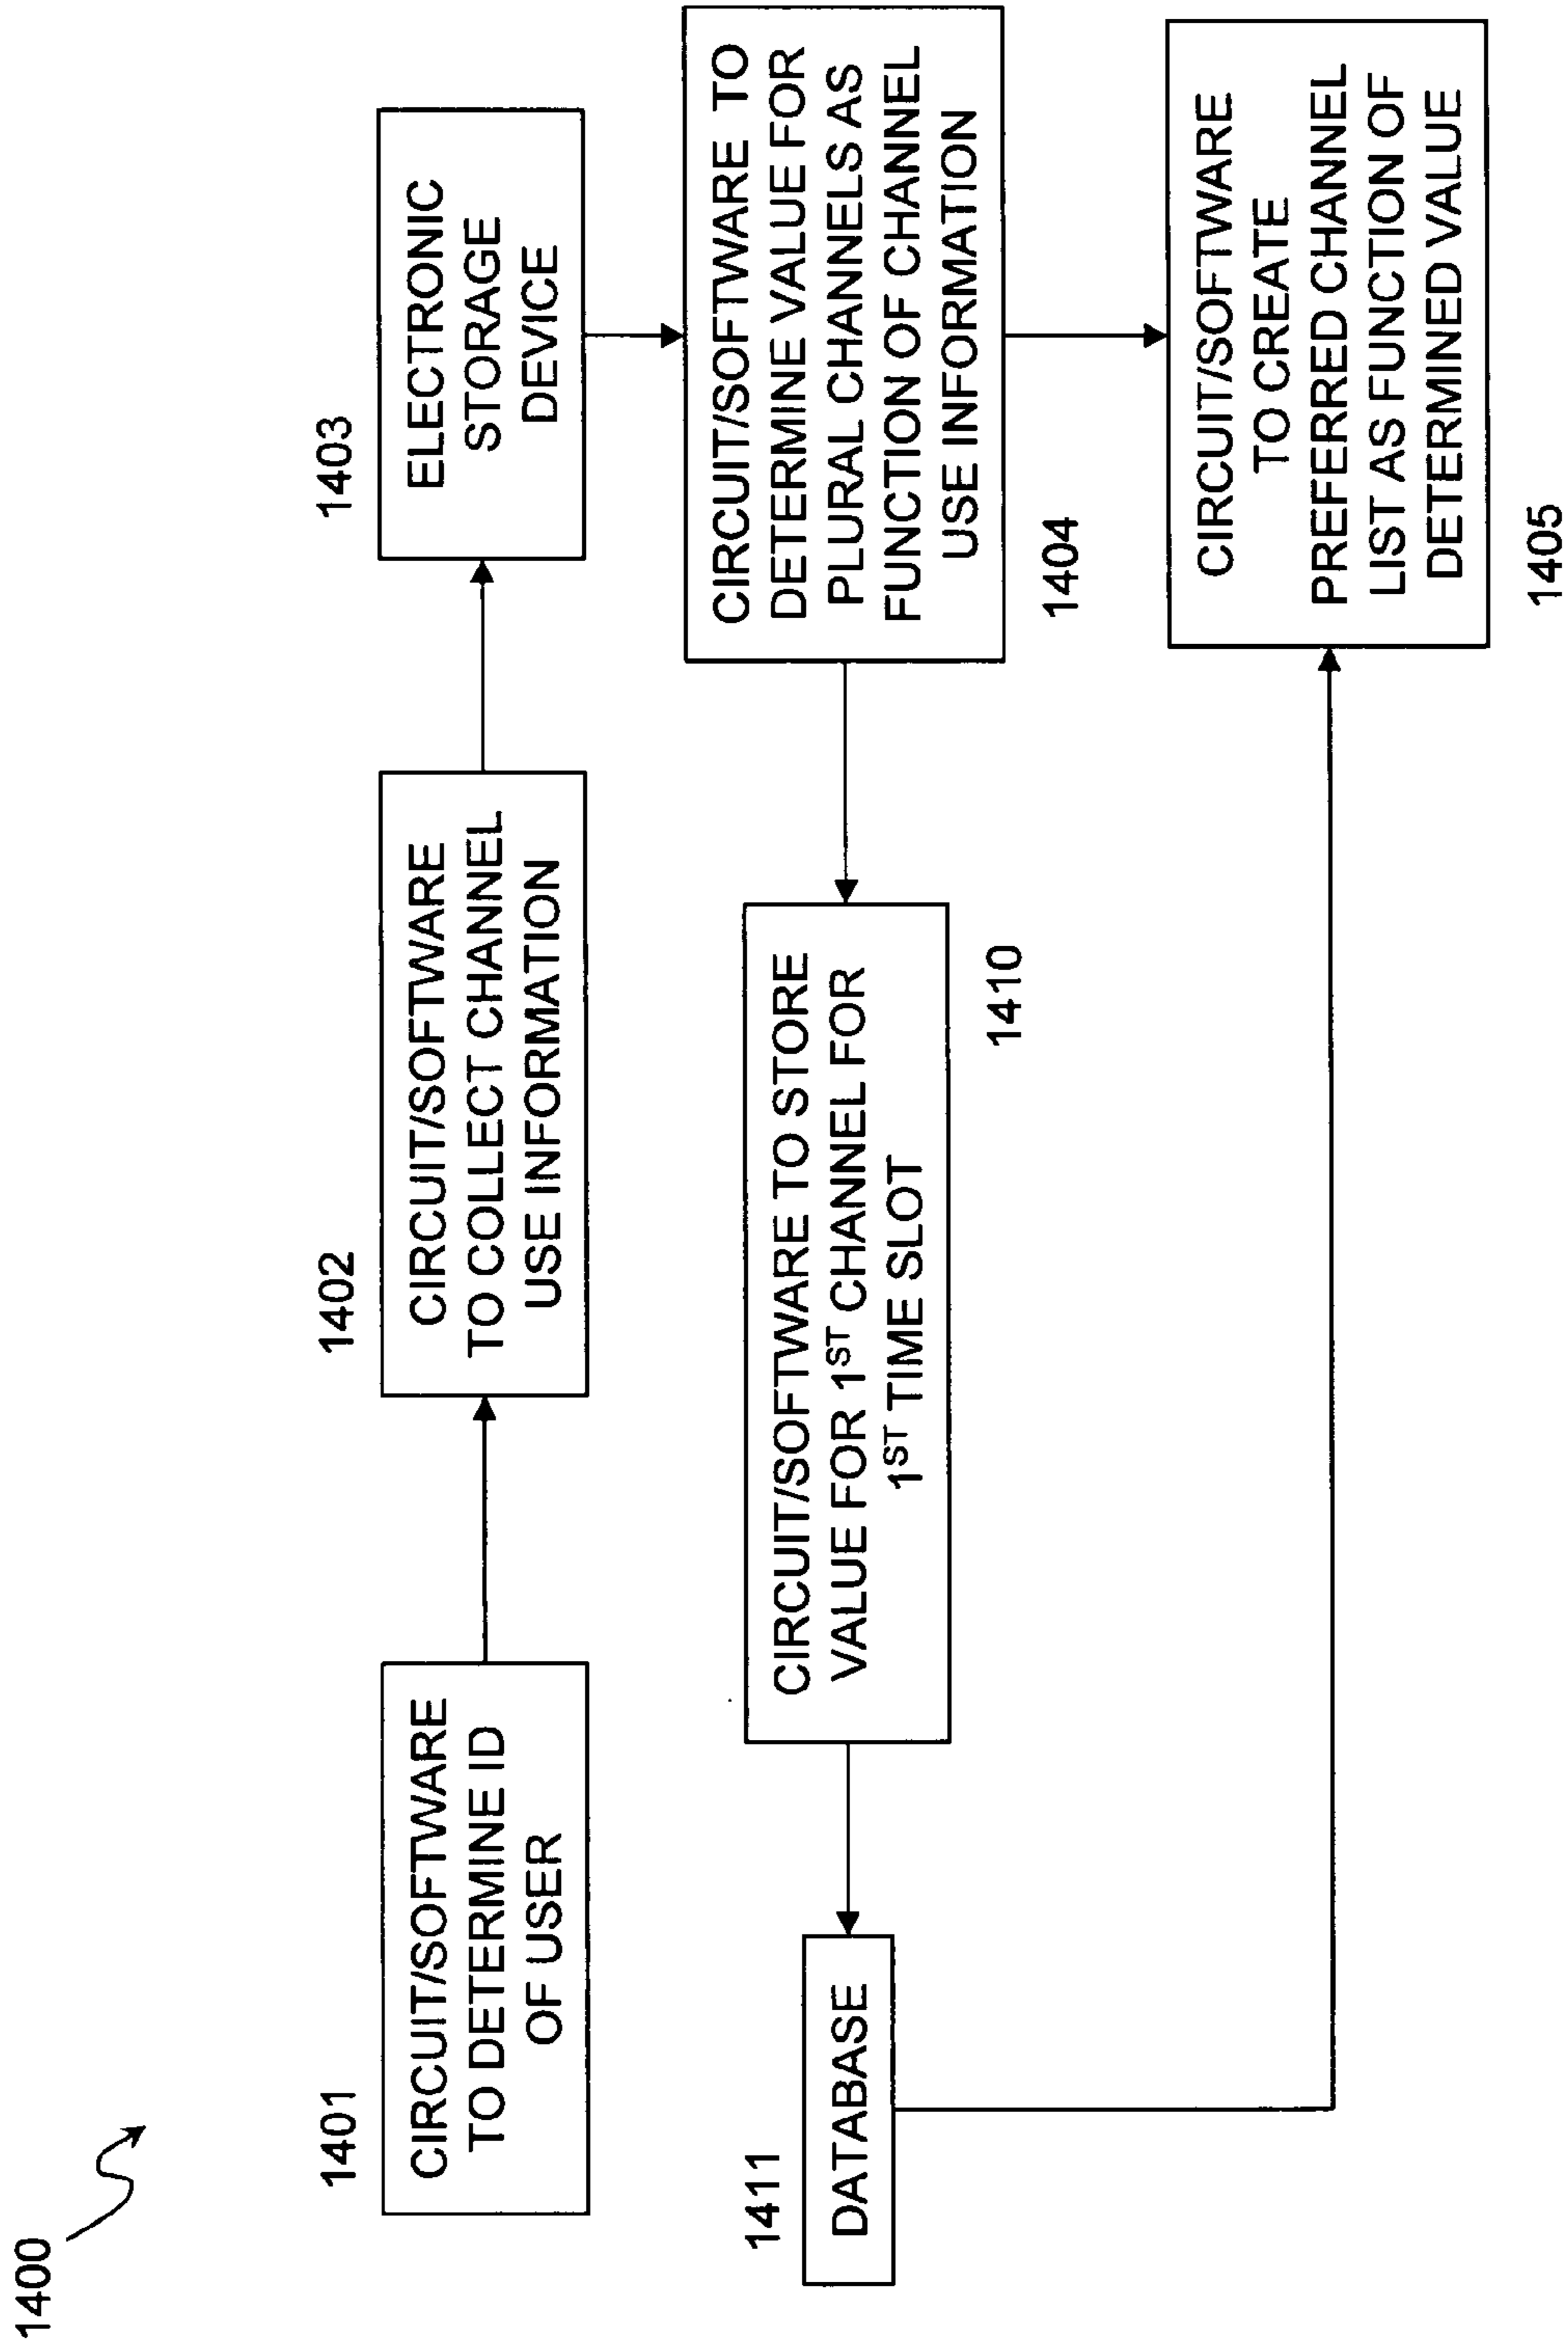 1400
1401
CIRCUIT/SOFTWARE
TO DETERMINE ID
OF USER
1402
CIRCUIT/SOFTWARE
TO COLLECT CHANNEL
USE INFORMATION
1403
ELECTRONIC
STORAGE
DEVICE
1411
DATABASE
CIRCUIT/SOFTWARE TO STORE
VALUE FOR 1ST CHANNEL FOR
1ST TIME SLOT
1410
CIRCUIT/SOFTWARE TO
DETERMINE VALUE FOR
PLURAL CHANNELS AS
FUNCTION OF CHANNEL
USE INFORMATION
1404
CIRCUIT/SOFTWARE
TO CREATE
PREFERRED CHANNEL
LIST AS FUNCTION OF
DETERMINED VALUE
1405